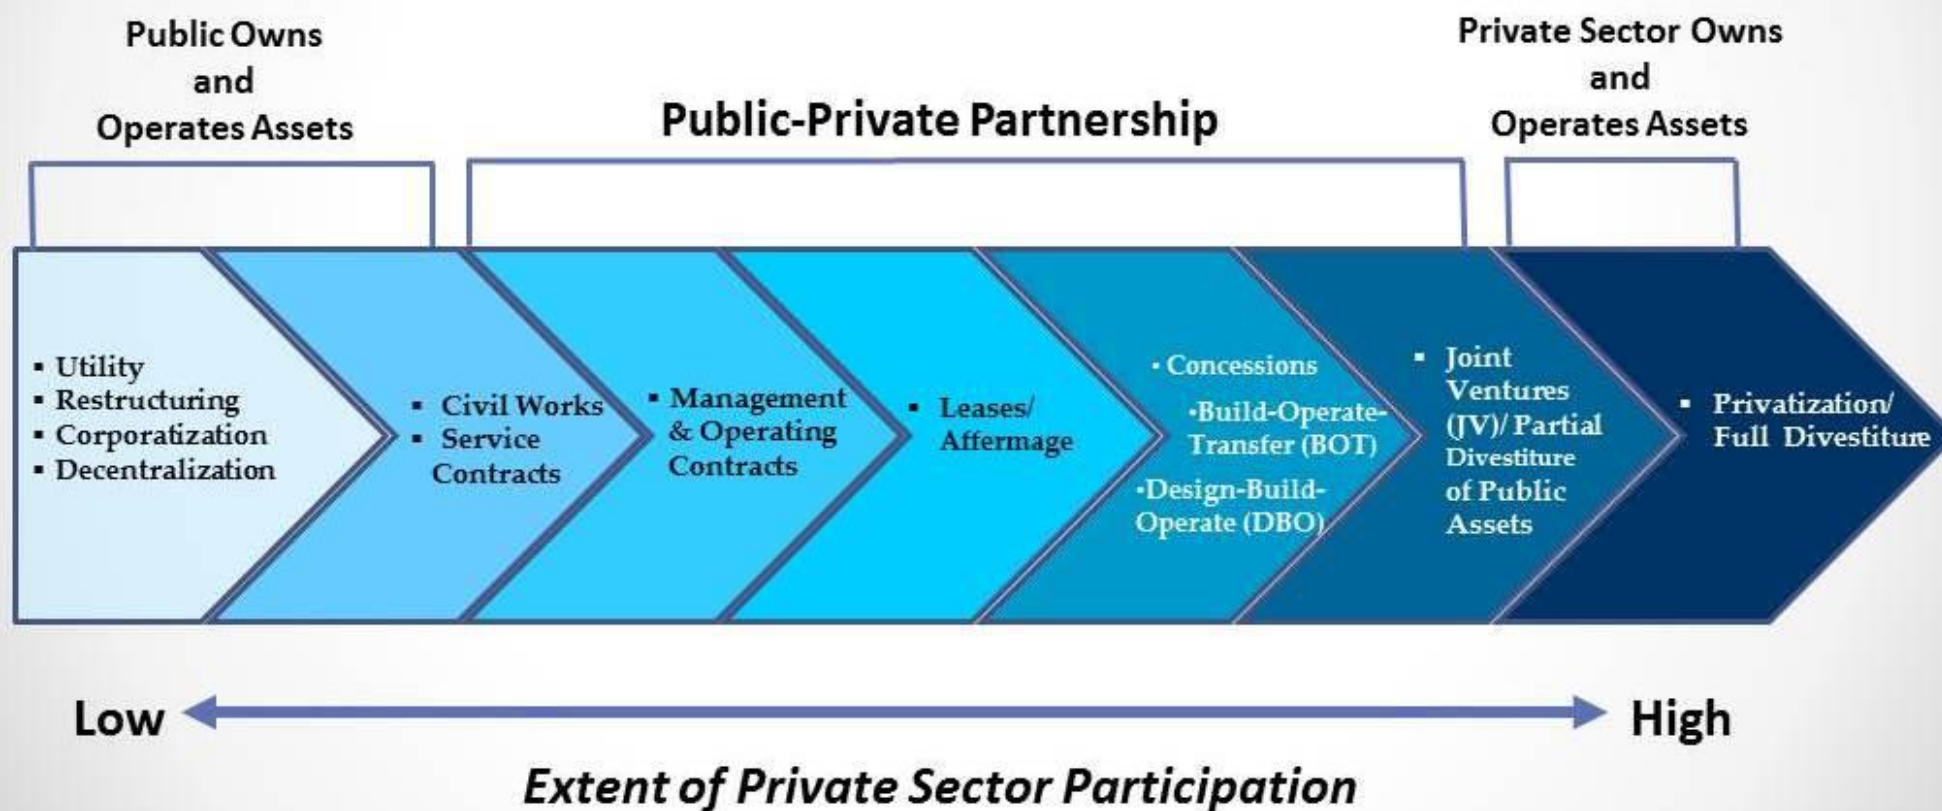 Public Owns
and
Operates Assets
Public-Private Partnership
Private Sector Owns
and
Operates Assets
▪ Utility
▪ Restructuring
▪ Corporatization
▪ Decentralization
▪ Civil Works
▪ Service
Contracts
▪ Management
& Operating
Contracts
▪ Leases/
Affermage
• Concessions
•Build-Operate-
Transfer (BOT)
•Design-Build-
Operate (DBO)
▪ Joint
Ventures
(JV)/ Partial
Divestiture
of Public
Assets
▪ Privatization/
Full Divestiture
Low
High
Extent of Private Sector Participation